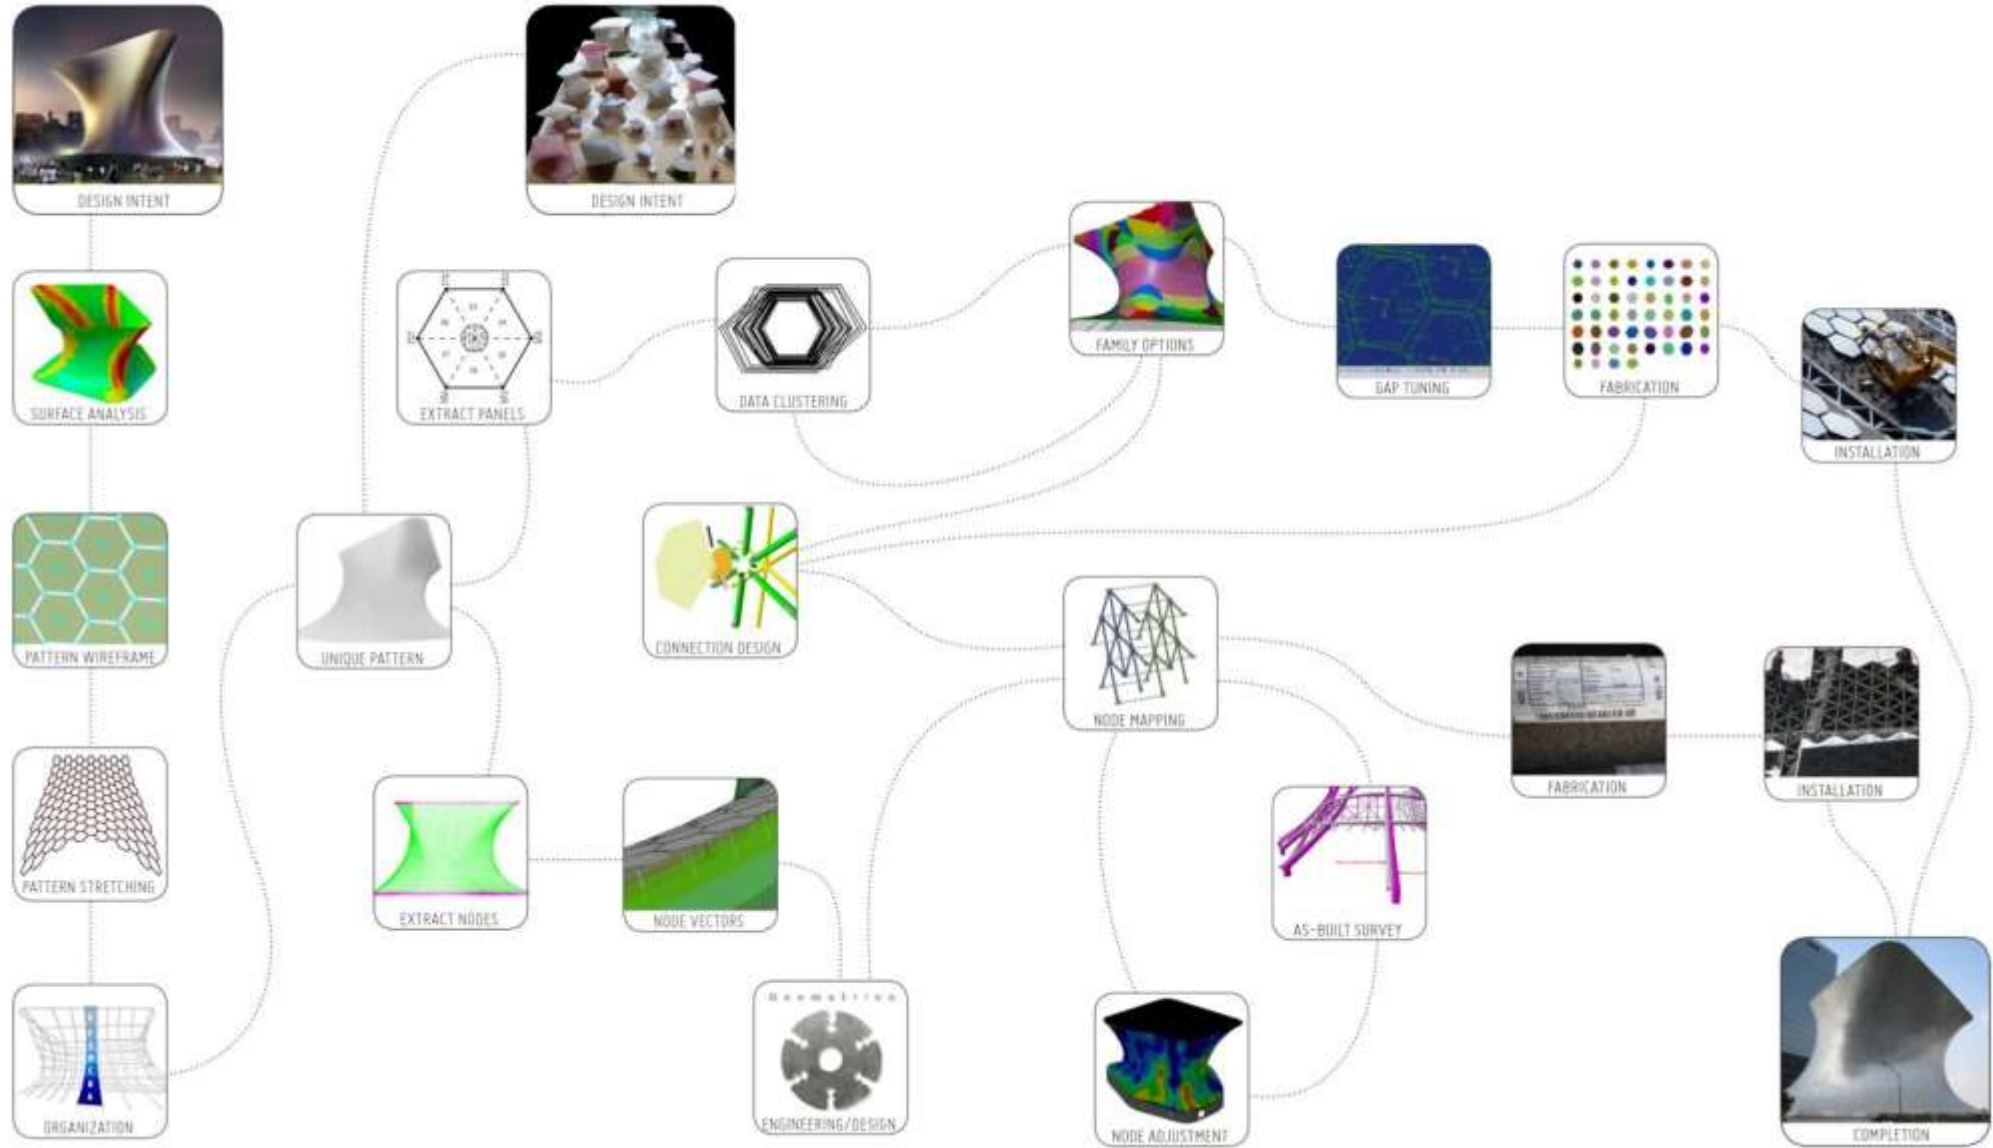 DESIGN INTENT
DESIGN INTENT
SURFACE ANALYSIS
EXTRACT PANELS
DATA CLUSTERING
FAMILY OPTIONS
GAP TUNING
FABRICATION
INSTALLATION
PATTERN WIREFRAME
UNIQUE PATTERN
CONNECTION DESIGN
NODE MAPPING
FABRICATION
INSTALLATION
PATTERN STRETCHING
EXTRACT NODES
NODE VECTORS
AS-BUILT SURVEY
ORGANIZATION
Geometrica
ENGINEERING/DESIGN
NODE ADJUSTMENT
COMPLETION